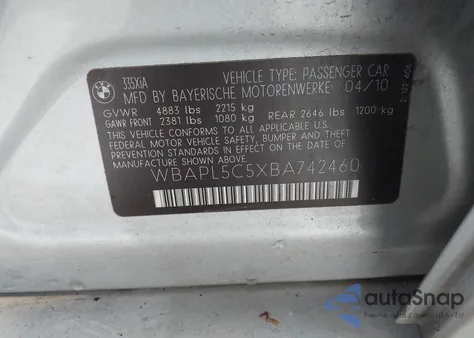 BMW
335XiA
VEHICLE TYPE: PASSENGER CAR
MFD BY BAYERISCHE MOTORENWERKE 04/10
GVWR 4883 lbs 2215 kg
GAWR FRONT 2381 lbs 1080 kg REAR 2646 lbs 1200 kg
THIS VEHICLE CONFORMS TO ALL APPLICABLE
U.S. FEDERAL MOTOR VEHICLE SAFETY,
BUMPER, AND THEFT PREVENTION
STANDARDS IN EFFECT ON THE DATE OF
MANUFACTURE SHOWN ABOVE.
WBAPL5C5XBA742460
autoSnap